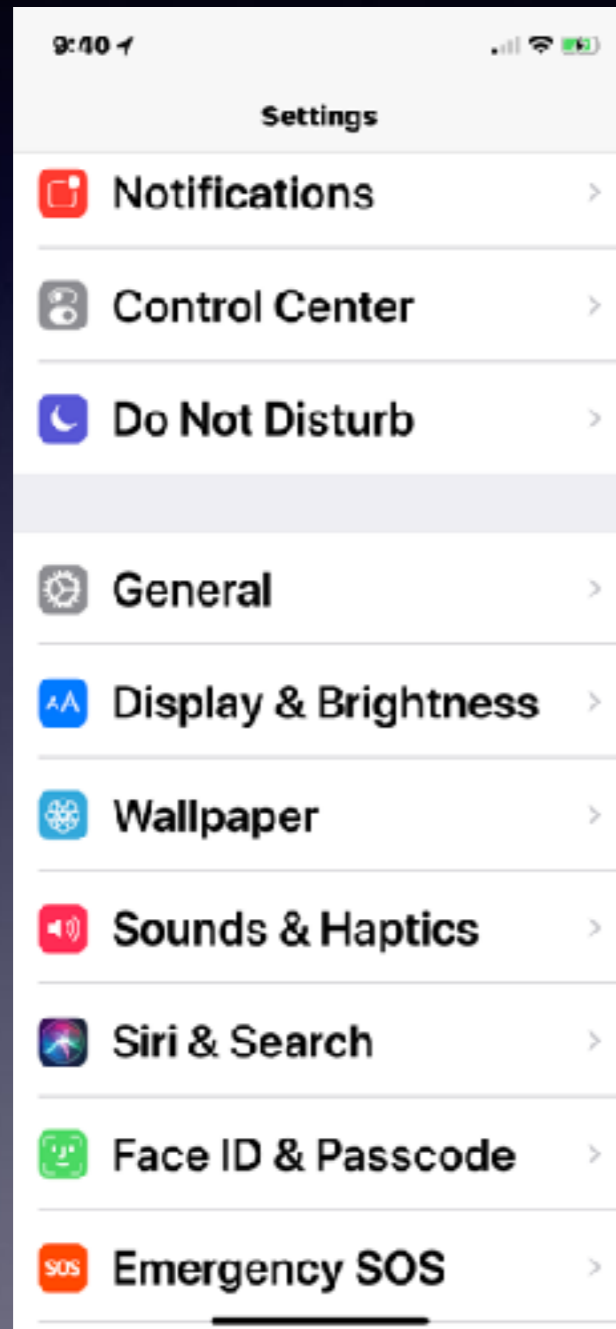 9:40
Settings
Notifications
Control Center
Do Not Disturb
General
AA
Display & Brightness
Wallpaper
Sounds & Haptics
Siri & Search
Face ID & Passcode
SOS
Emergency SOS